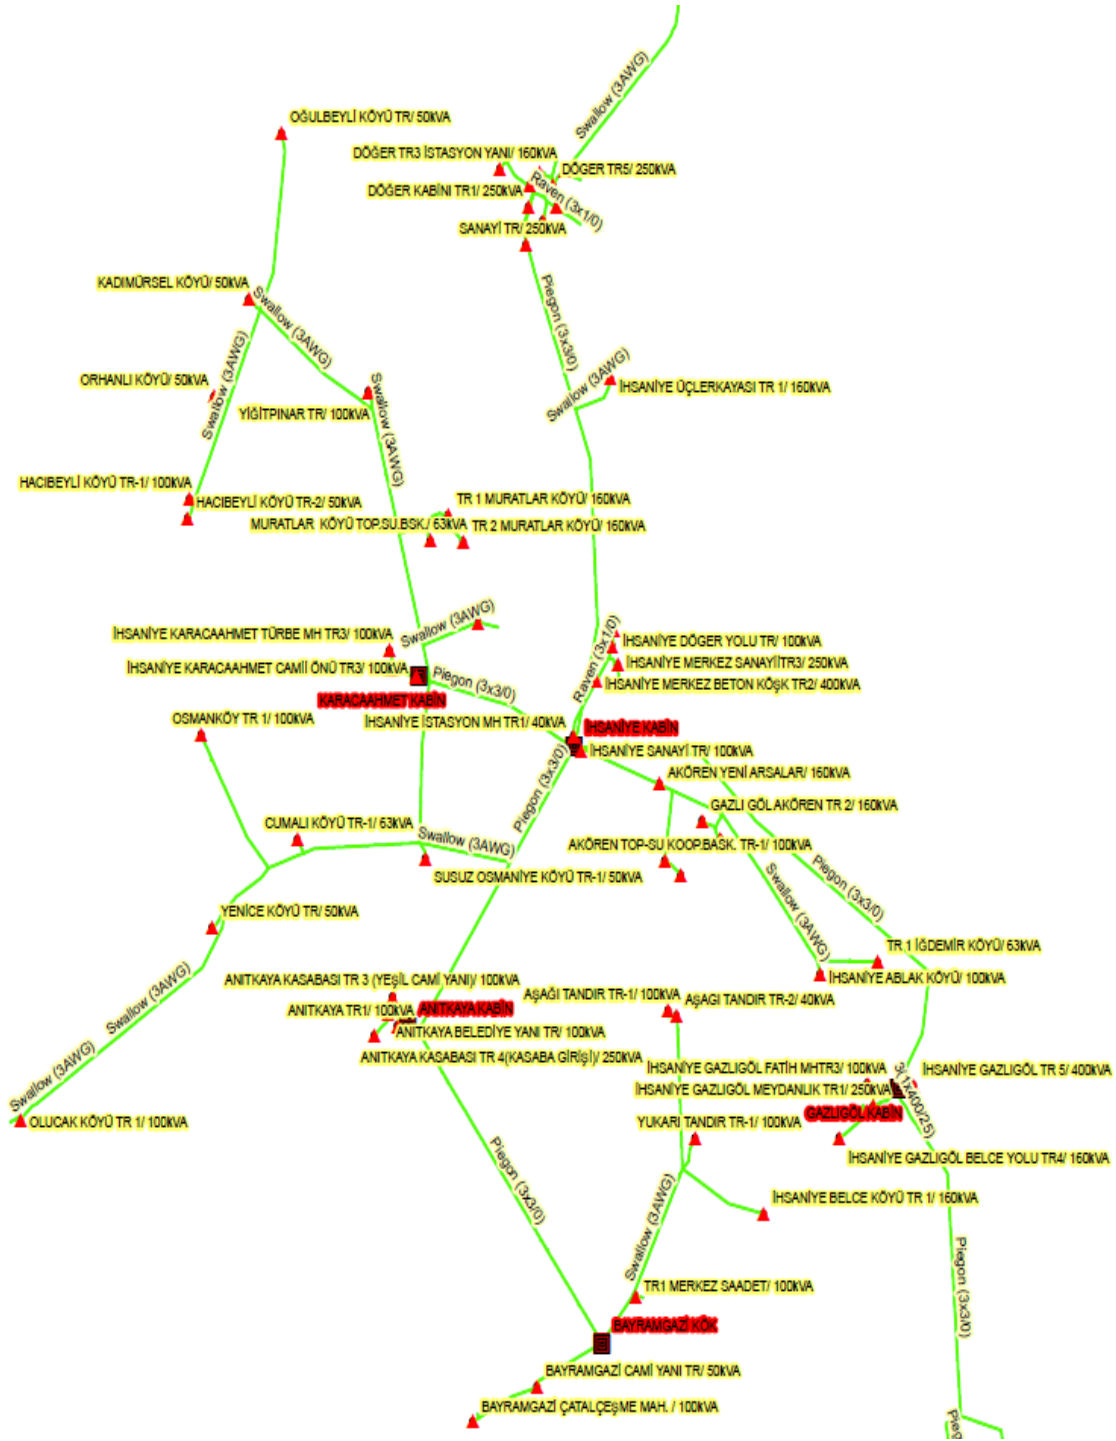 Swallow (3AWG)
OĞULBEYLİ KÖYÜ TR/ 50kVA
DÖĞER TR3 İSTASYON YANI/ 160kVA
DÖGER TR5/ 250kVA
Raven (3x1/0)
DÖĞER KABİNİ TR1/ 250kVA
SANAYİ TR/ 250kVA
KADIMÜRSEL KÖYÜ/ 50kVA
Swallow (3AWG)
Piegon (3x3/0)
Swallow (3AWG)
ORHANLI KÖYÜ/ 50kVA
Swallow (3AWG)
Swallow (3AWG)
İHSANİYE ÜÇLERKAYASI TR 1/ 160kVA
YİĞİTPINAR TR/ 100kVA
HACIBEYLİ KÖYÜ TR-1/ 100kVA
HACIBEYLİ KÖYÜ TR-2/ 50kVA
TR 1 MURATLAR KÖYÜ/ 160kVA
MURATLAR KÖYÜ TOP.SU.BSK./ 63kVA
TR 2 MURATLAR KÖYÜ/ 160kVA
İHSANİYE KARACAAHMET TÜRBE MH TR3/ 100kVA
Swallow (3AWG)
Raven (3x1/0)
İHSANİYE DÖGER YOLU TR/ 100kVA
İHSANİYE MERKEZ SANAYİİTR3/ 250kVA
İHSANİYE KARACAAHMET CAMİİ ÖNÜ TR3/ 100kVA
Piegon (3x3/0)
İHSANİYE MERKEZ BETON KÖŞK TR2/ 400kVA
KARACAAHMET KABİN
OSMANKÖY TR 1/ 100kVA
İHSANİYE İSTASYON MH TR1/ 40kVA
İHSANİYE KABİN
İHSANİYE SANAYİ TR/ 100kVA
Piegon (3x3/0)
AKÖREN YENİ ARSALAR/ 160kVA
GAZLI GÖL AKÖREN TR 2/ 160kVA
CUMALI KÖYÜ TR-1/ 63kVA
Swallow (3AWG)
AKÖREN TOP-SU KOOP.BASK. TR-1/ 100kVA
SUSUZ OSMANİYE KÖYÜ TR-1/ 50kVA
Swallow (3AWG)
Piegon (3x3/0)
YENİCE KÖYÜ TR/ 50kVA
TR 1 İĞDEMİR KÖYÜ/ 63kVA
Swallow (3AWG)
ANITKAYA KASABASI TR 3 (YEŞİL CAMİ YANI)/ 100kVA
İHSANİYE ABLAK KÖYÜ/ 100kVA
AŞAĞI TANDIR TR-1/ 100kVA
AŞAGI TANDIR TR-2/ 40kVA
ANITKAYA TR1/ 100kVA
ANITKAYA KABİN
ANITKAYA BELEDİYE YANI TR/ 100kVA
ANITKAYA KASABASI TR 4(KASABA GİRİŞİ)/ 250kVA
Swallow (3AWG)
İHSANİYE GAZLIGÖL FATİH MHTR3/ 100kVA
İHSANİYE GAZLIGÖL TR 5/ 400kVA
İHSANİYE GAZLIGÖL MEYDANLIK TR1/ 250kVA
3(1x400/25)
GAZLIGÖL KABİN
OLUCAK KÖYÜ TR 1/ 100kVA
YUKARI TANDIR TR-1/ 100kVA
İHSANİYE GAZLIGÖL BELCE YOLU TR4/ 160kVA
Piegon (3x3/0)
İHSANİYE BELCE KÖYÜ TR 1/ 160kVA
Swallow (3AWG)
Piegon (3x3/0)
TR1 MERKEZ SAADET/ 100kVA
BAYRAMGAZİ KÖK
BAYRAMGAZİ CAMİ YANI TR/ 50kVA
BAYRAMGAZİ ÇATALÇEŞME MAH. / 100kVA
Pieg